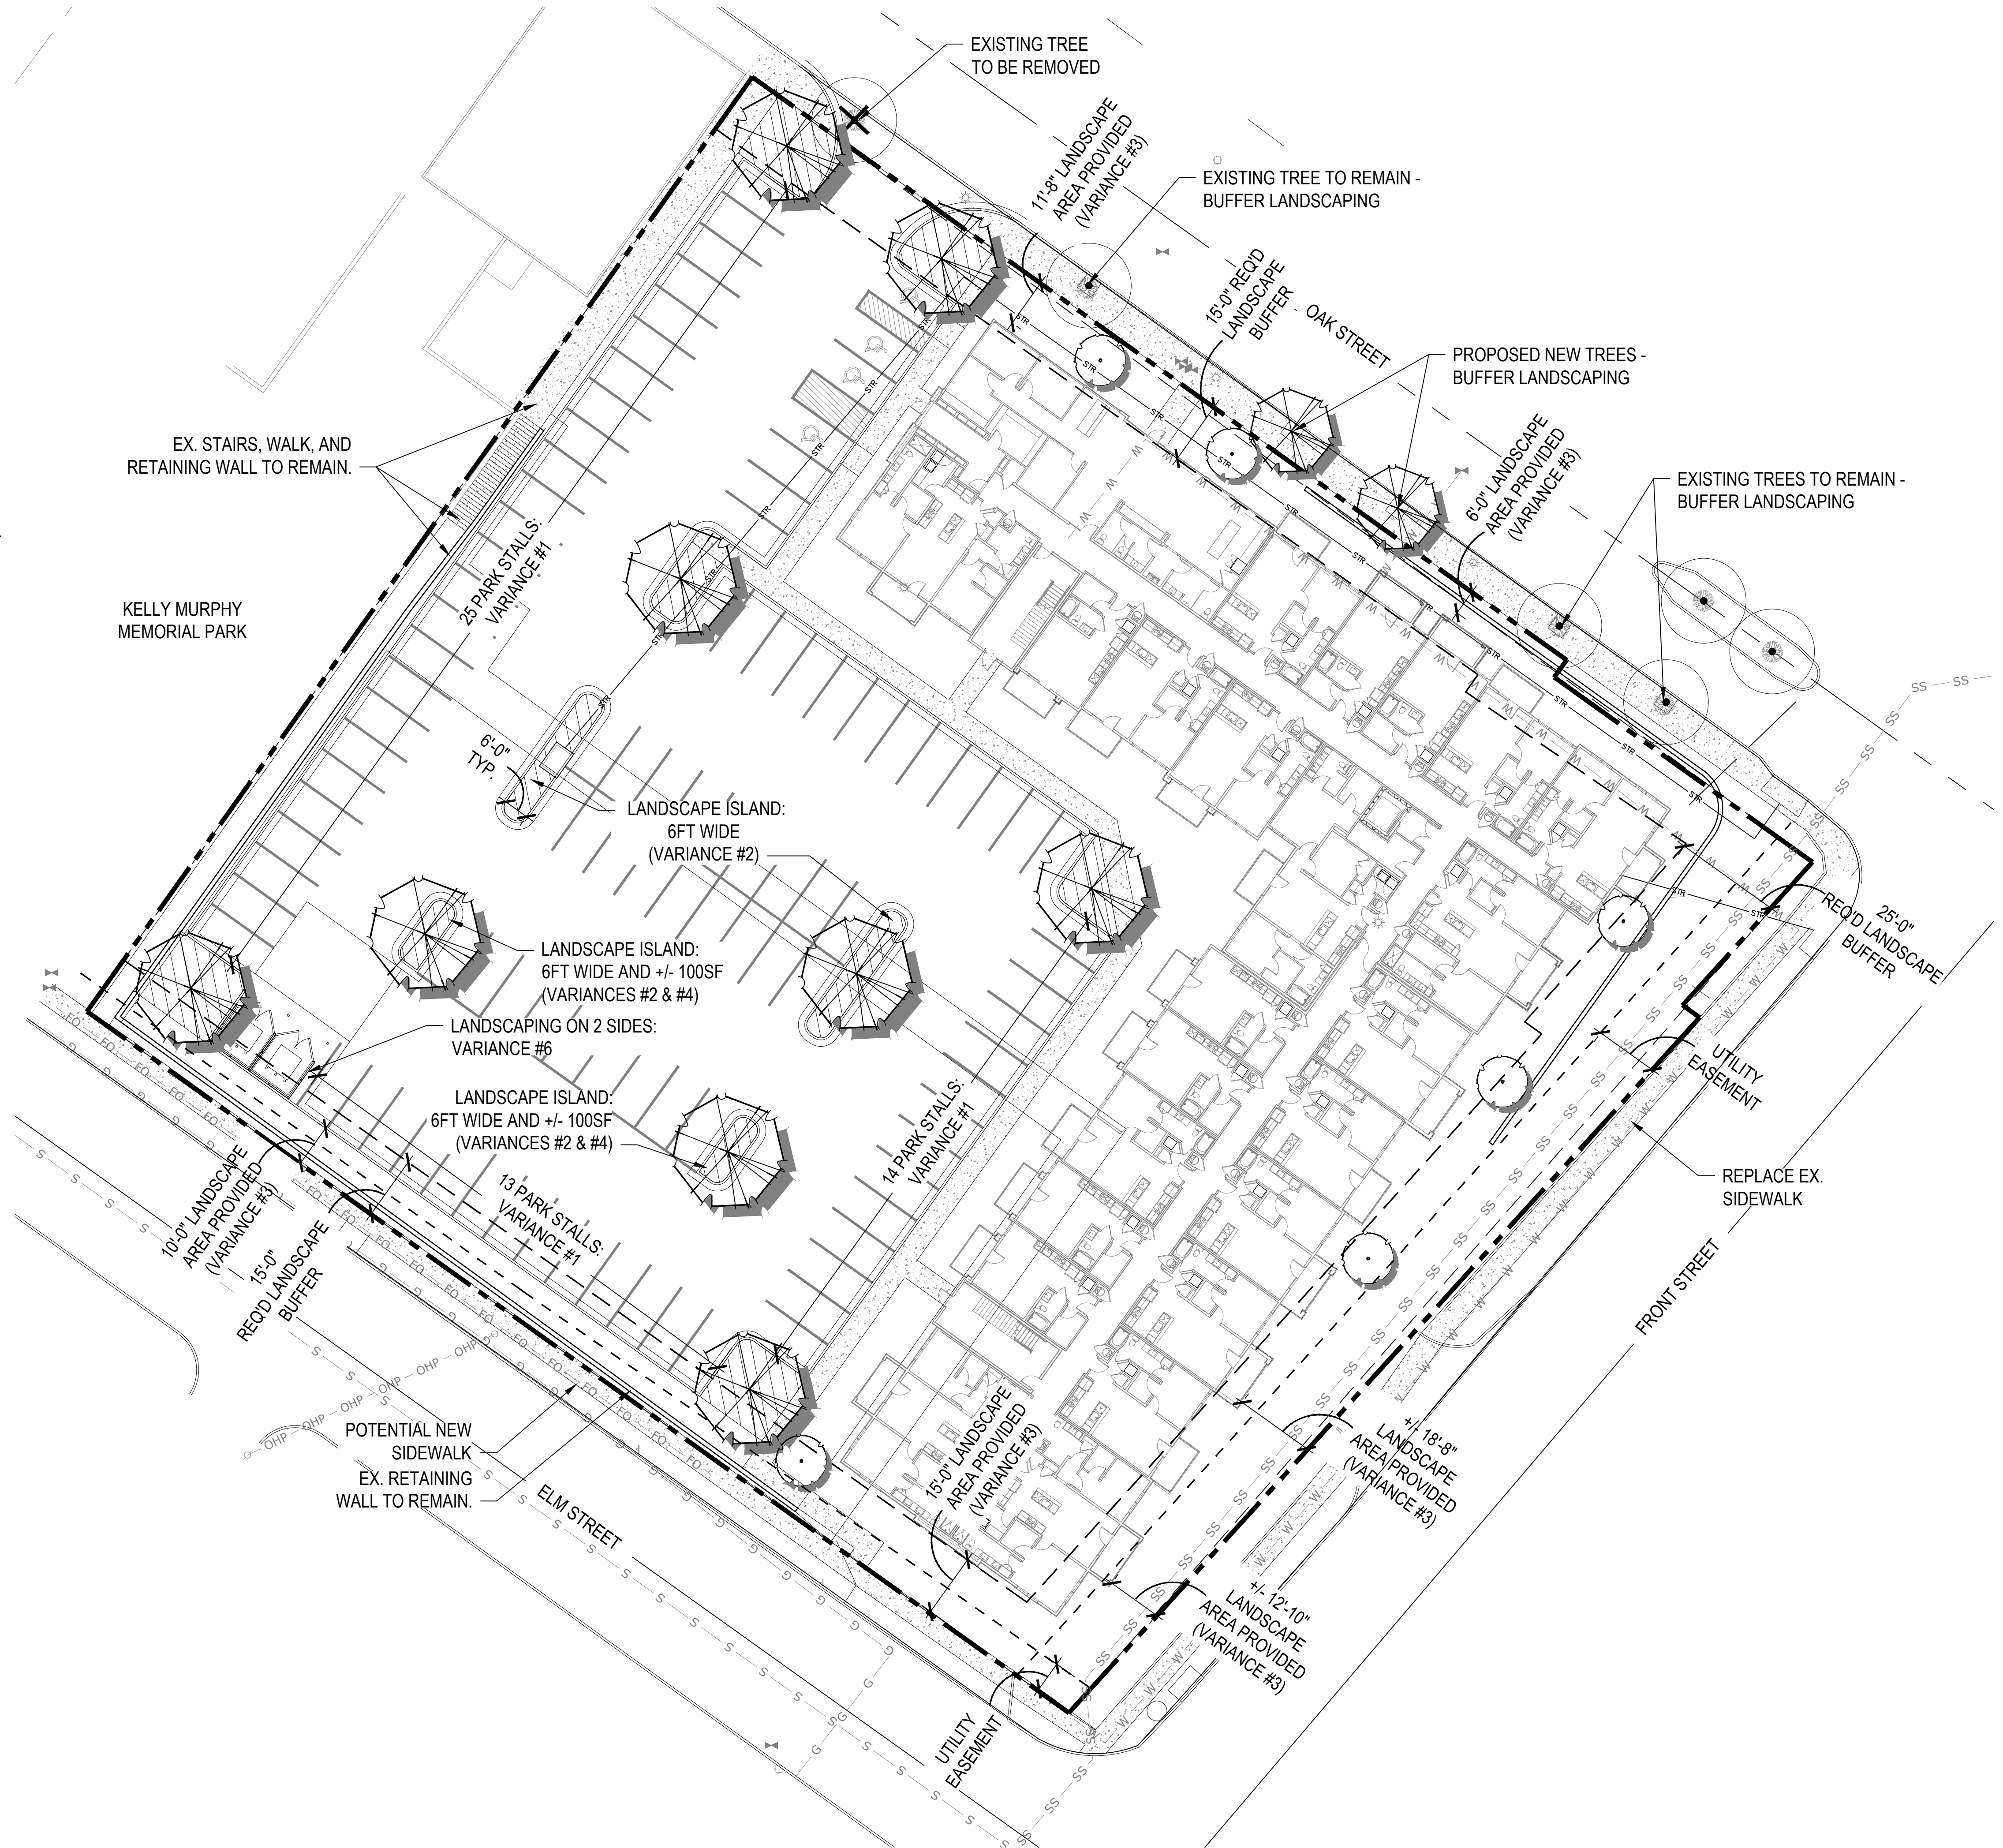 EXISTING TREE
TO BE REMOVED
11'-8" LANDSCAPE
AREA PROVIDED
(VARIANCE #3)
EXISTING TREE TO REMAIN -
BUFFER LANDSCAPING
15'-0" REQ'D
LANDSCAPE
BUFFER
OAK STREET
PROPOSED NEW TREES -
BUFFER LANDSCAPING
6'-0" LANDSCAPE
AREA PROVIDED
(VARIANCE #3)
EXISTING TREES TO REMAIN -
BUFFER LANDSCAPING
EX. STAIRS, WALK, AND
RETAINING WALL TO REMAIN.
25 PARK STALLS:
VARIANCE #1
KELLY MURPHY
MEMORIAL PARK
6'-0"
TYP.
LANDSCAPE ISLAND:
6FT WIDE
(VARIANCE #2)
LANDSCAPE ISLAND:
6FT WIDE AND +/- 100SF
(VARIANCES #2 & #4)
LANDSCAPING ON 2 SIDES:
VARIANCE #6
LANDSCAPE ISLAND:
6FT WIDE AND +/- 100SF
(VARIANCES #2 & #4)
25'-0"
REQ'D LANDSCAPE
BUFFER
UTILITY
EASEMENT
14 PARK STALLS:
VARIANCE #1
13 PARK STALLS:
VARIANCE #1
10'-0" LANDSCAPE
AREA PROVIDED
(VARIANCE #3)
15'-0"
REQ'D LANDSCAPE
BUFFER
REPLACE EX.
SIDEWALK
FRONT STREET
POTENTIAL NEW
SIDEWALK
EX. RETAINING
WALL TO REMAIN.
ELM STREET
15'-0" LANDSCAPE
AREA PROVIDED
(VARIANCE #3)
+/- 18'-8"
LANDSCAPE
AREA PROVIDED
(VARIANCE #3)
+/- 12'-10"
LANDSCAPE
AREA PROVIDED
(VARIANCE #3)
UTILITY
EASEMENT
OHP — OHP — OHP — OHP — OHP